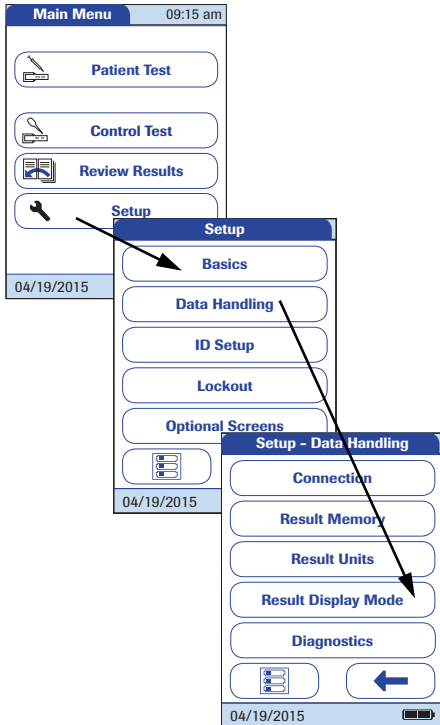 Main Menu 09:15 am
Patient Test
Control Test
Review Results
Setup
04/19/2015
Setup
Basics
Data Handling
ID Setup
Lockout
Optional Screens
04/19/2015
Setup - Data Handling
Connection
Result Memory
Result Units
Result Display Mode
Diagnostics
04/19/2015